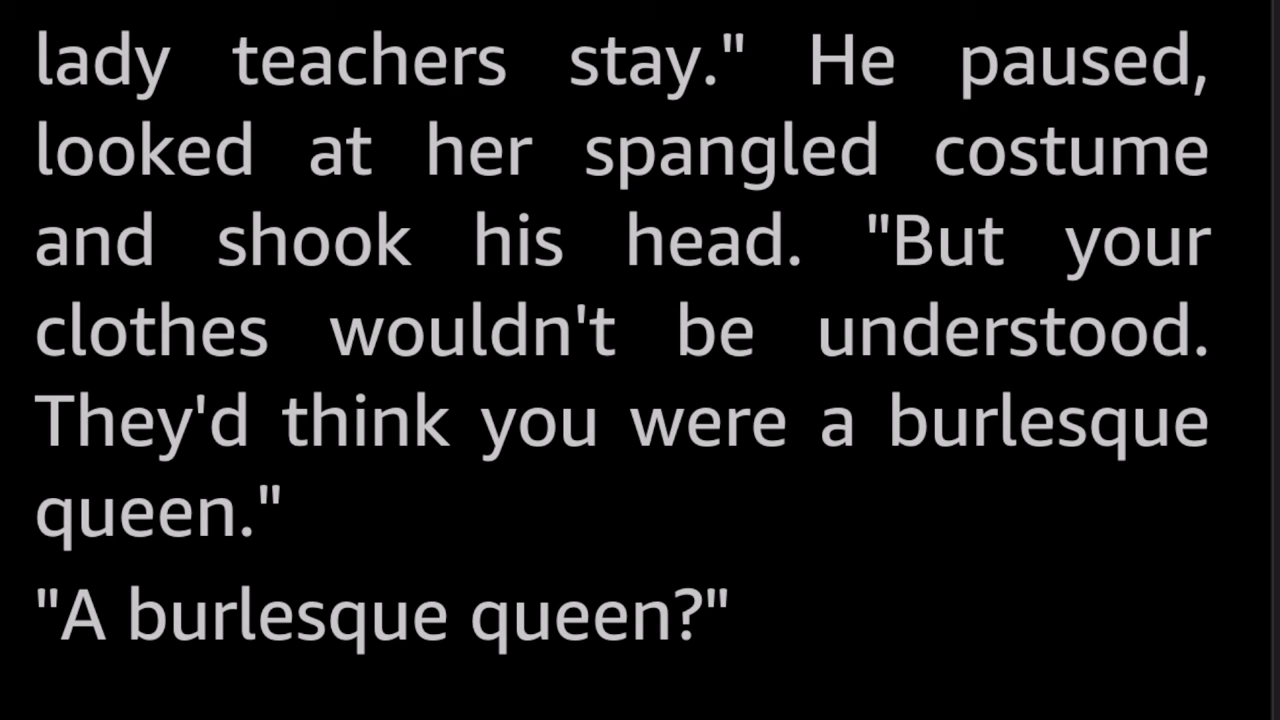 lady teachers stay." He paused,
looked at her spangled costume
and shook his head. "But your
clothes wouldn't be understood.
They'd think you were a burlesque
queen."
"A burlesque queen?"